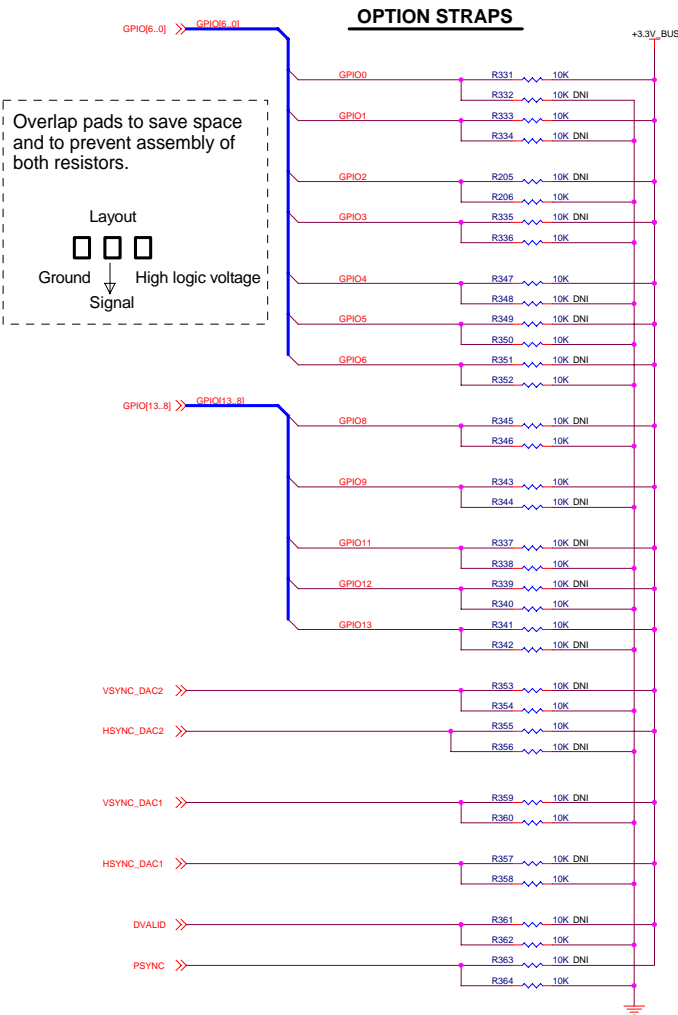 OPTION STRAPS
GPIO[6..0] GPIO[6..0]
+3.3V_BUS
GPIO0 R331 10K
R332 10K DNI
GPIO1 R333 10K
R334 10K DNI
Overlap pads to save space
and to prevent assembly of
both resistors.
Layout
Ground High logic voltage
Signal
GPIO2 R205 10K DNI
R206 10K
GPIO3 R335 10K DNI
R336 10K
GPIO4 R347 10K
R348 10K DNI
GPIO5 R349 10K DNI
R350 10K
GPIO6 R351 10K DNI
R352 10K
GPIO[13..8] GPIO[13..8]
GPIO8 R345 10K DNI
R346 10K
GPIO9 R343 10K
R344 10K DNI
GPIO11 R337 10K DNI
R338 10K
GPIO12 R339 10K DNI
R340 10K
GPIO13 R341 10K
R342 10K DNI
VSYNC_DAC2 R353 10K DNI
R354 10K
HSYNC_DAC2 R355 10K
R356 10K DNI
VSYNC_DAC1 R359 10K DNI
R360 10K
HSYNC_DAC1 R357 10K DNI
R358 10K
DVALID R361 10K DNI
R362 10K
PSYNC R363 10K DNI
R364 10K